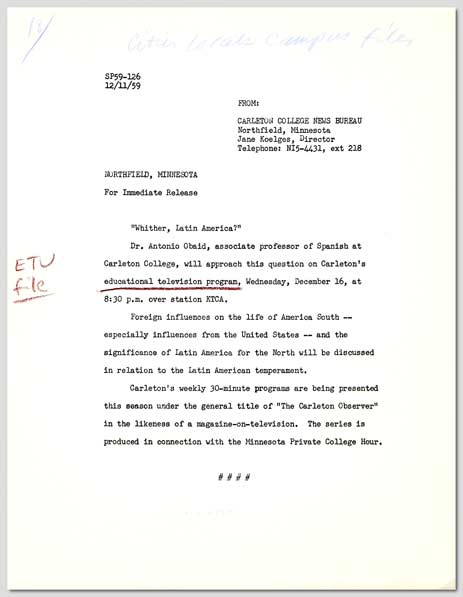 18/
Cities locals campus file,
SP59-126
12/11/59
FROM:
CARLETON COLLEGE NEWS BUREAU
Northfield, Minnesota
Jane Koelges, Director
Telephone: NI5-4431, ext 218
NORTHFIELD, MINNESOTA
For Immediate Release
"Whither, Latin America?"
Dr. Antonio Obaid, associate professor of Spanish at
Carleton College, will approach this question on Carleton's
ETV
file
educational television program, Wednesday, December 16, at
8:30 p.m. over station KTCA.
Foreign influences on the life of America South --
especially influences from the United States -- and the
significance of Latin America for the North will be discussed
in relation to the Latin American temperament.
Carleton's weekly 30-minute programs are being presented
this season under the general title of "The Carleton Observer"
in the likeness of a magazine-on-television. The series is
produced in connection with the Minnesota Private College Hour.
####